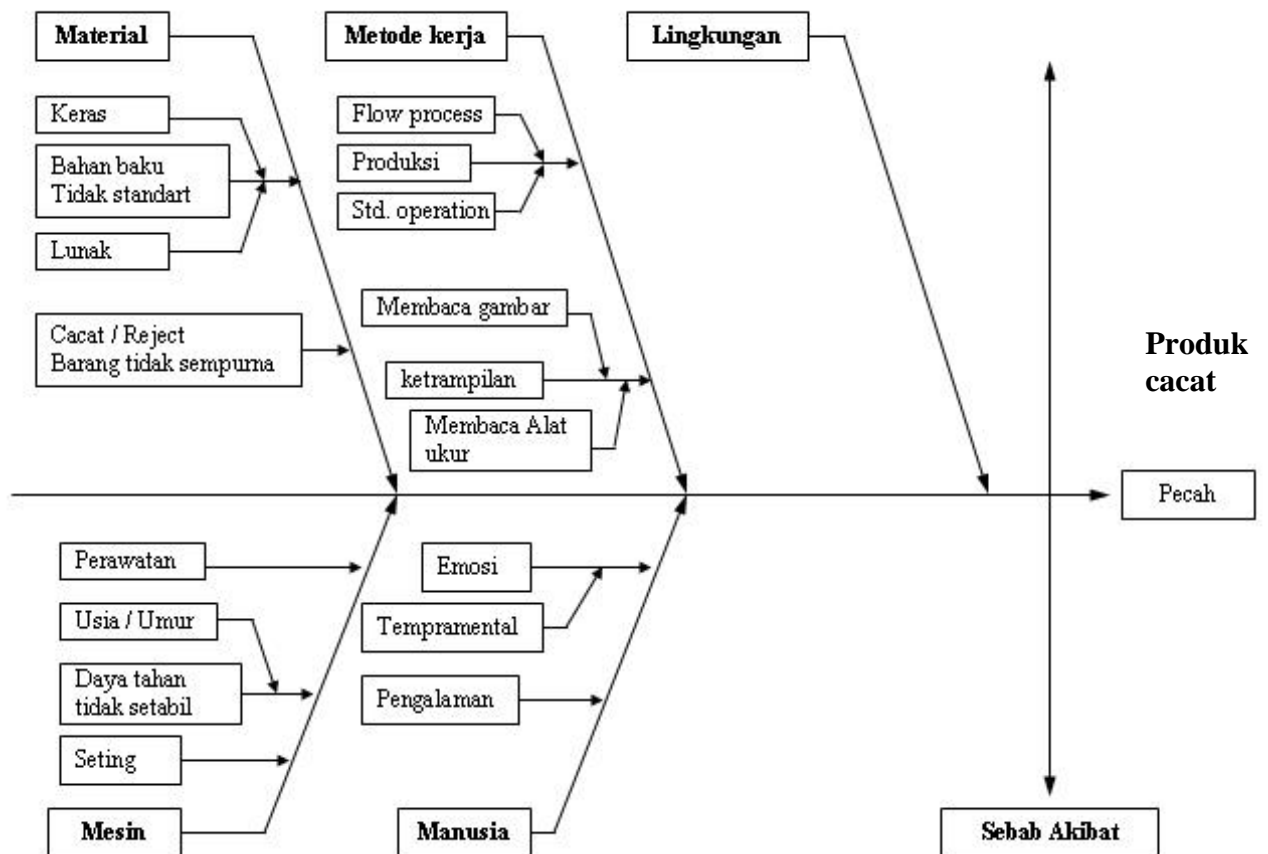 Material
Metode kerja
Lingkungan
Keras
Bahan baku
Tidak standart
Lunak
Cacat / Reject
Barang tidak sempurna
Flow process
Produksi
Std. operation
Membaca gambar
ketrampilan
Membaca Alat
ukur
Produk
cacat
Pecah
Perawatan
Usia / Umur
Daya tahan
tidak setabil
Seting
Emosi
Tempramental
Pengalaman
Mesin
Manusia
Sebab Akibat